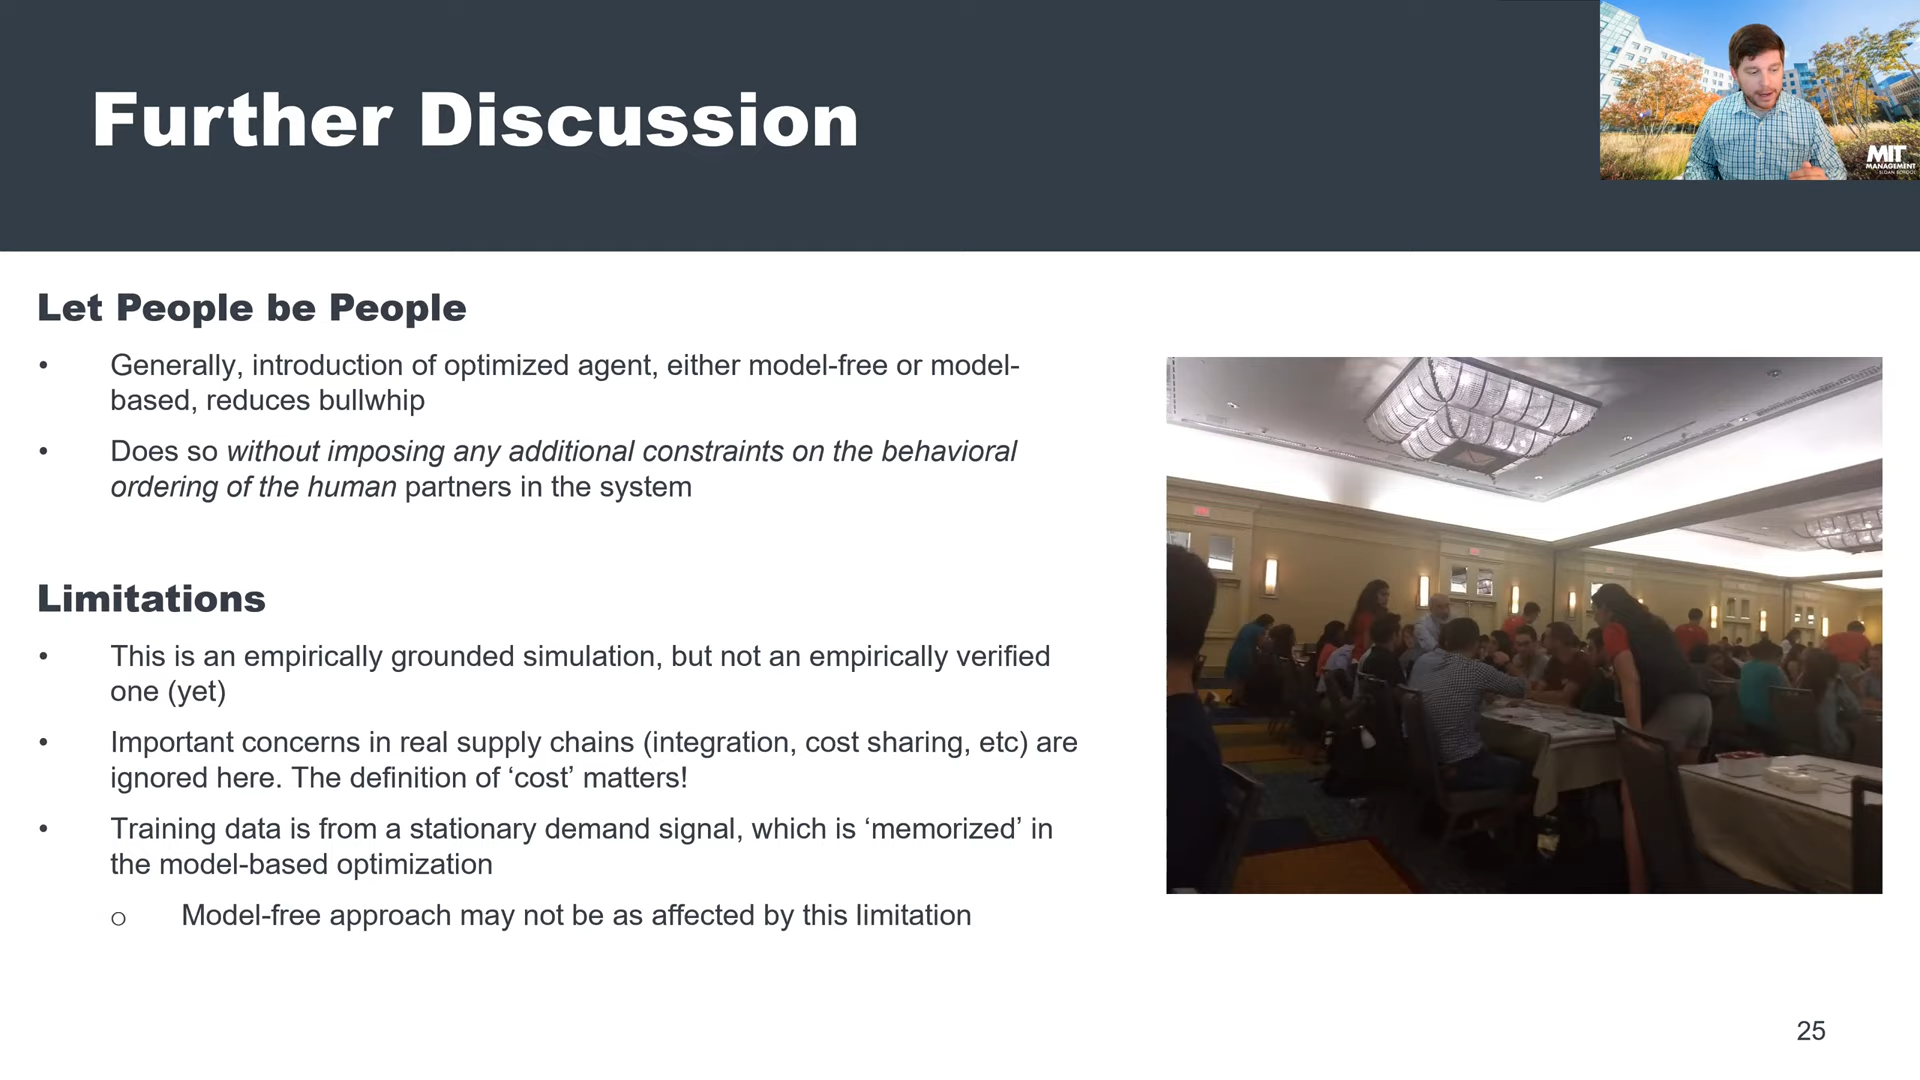 Further Discussion
MIT
MANAGEMENT
SLOAN SCHOOL
Let People be People
• Generally, introduction of optimized agent, either model-free or model-
based, reduces bullwhip
• Does so without imposing any additional constraints on the behavioral
ordering of the human partners in the system
Limitations
• This is an empirically grounded simulation, but not an empirically verified
one (yet)
• Important concerns in real supply chains (integration, cost sharing, etc) are
ignored here. The definition of ‘cost’ matters!
• Training data is from a stationary demand signal, which is ‘memorized’ in
the model-based optimization
o Model-free approach may not be as affected by this limitation
25